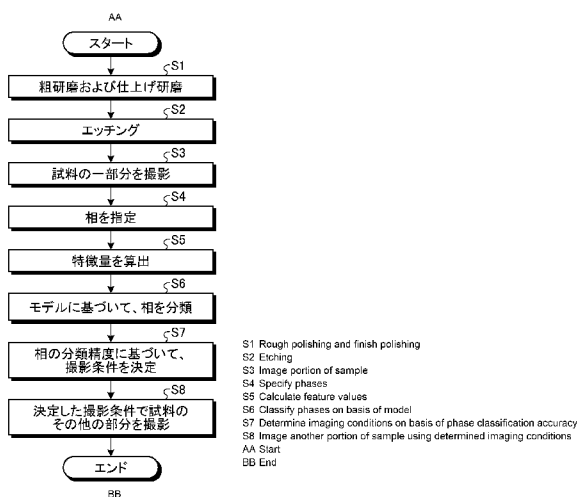 AA
スタート
S1
粗研磨および仕上げ研磨
S2
エッチング
S3
試料の一部分を撮影
S4
相を指定
S5
特徴量を算出
S6
モデルに基づいて、相を分類
S7
相の分類精度に基づいて、
撮影条件を決定
S8
決定した撮影条件で試料の
その他の部分を撮影
エンド
BB
S1 Rough polishing and finish polishing
S2 Etching
S3 Image portion of sample
S4 Specify phases
S5 Calculate feature values
S6 Classify phases on basis of model
S7 Determine imaging conditions on basis of phase classification accuracy
S8 Image another portion of sample using determined imaging conditions
AA Start
BB End